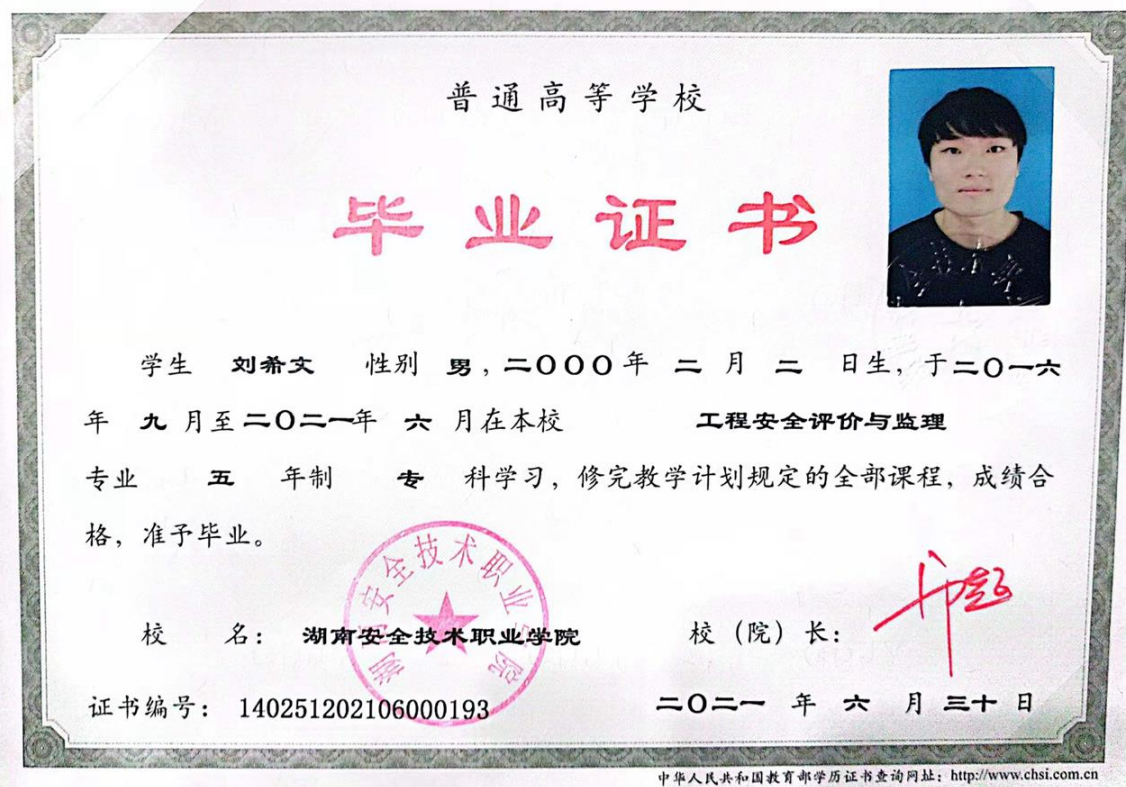 普通高等学校
毕业证书
学生 刘希文 性别 男，二〇〇〇年 二 月 二 日生，于二〇一六
年 九 月至二〇二一年 六 月在本校 工程安全评价与监理
专业 五 年制 专 科学习，修完教学计划规定的全部课程，成绩合
格，准予毕业。
湖南安全技术职业学院
校 名： 湖南安全技术职业学院 校（院）长：
证书编号： 140251202106000193 二〇二一 年 六 月 三十 日
中华人民共和国教育部学历证书查询网址：http://www.chsi.com.cn